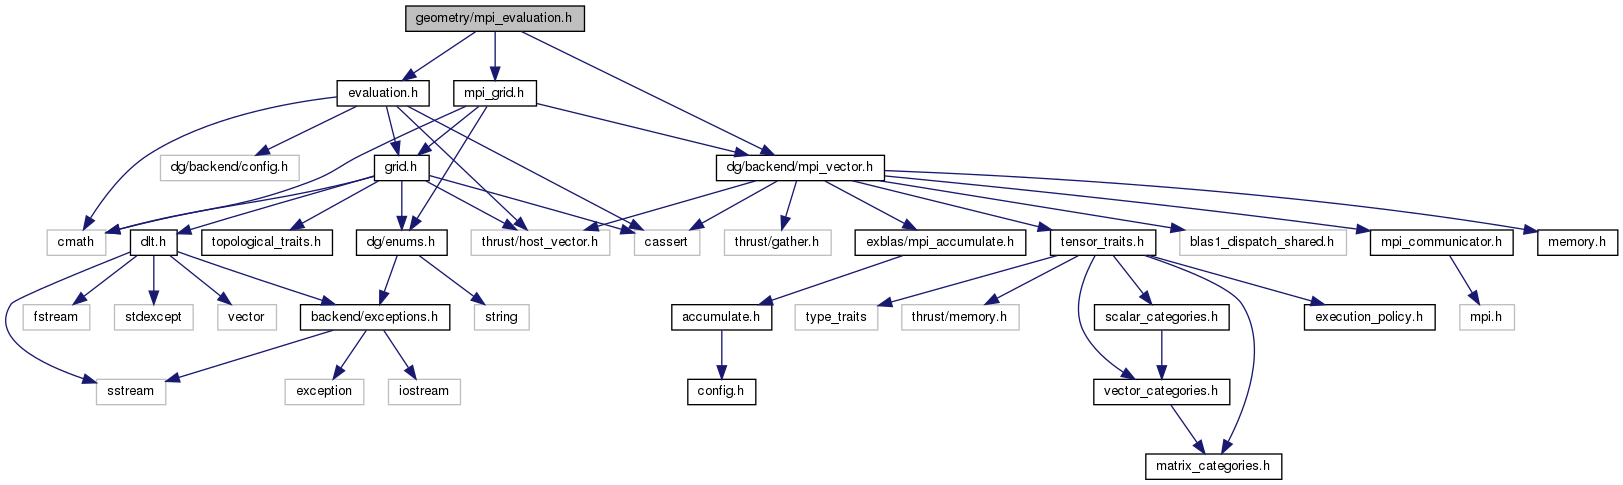 geometry/mpi_evaluation.h
evaluation.h
mpi_grid.h
dg/backend/config.h
grid.h
dg/backend/mpi_vector.h
cmath
dlt.h
topological_traits.h
dg/enums.h
thrust/host_vector.h
cassert
thrust/gather.h
exblas/mpi_accumulate.h
tensor_traits.h
blas1_dispatch_shared.h
mpi_communicator.h
memory.h
fstream
stdexcept
vector
backend/exceptions.h
string
accumulate.h
type_traits
thrust/memory.h
scalar_categories.h
execution_policy.h
mpi.h
sstream
exception
iostream
config.h
vector_categories.h
matrix_categories.h